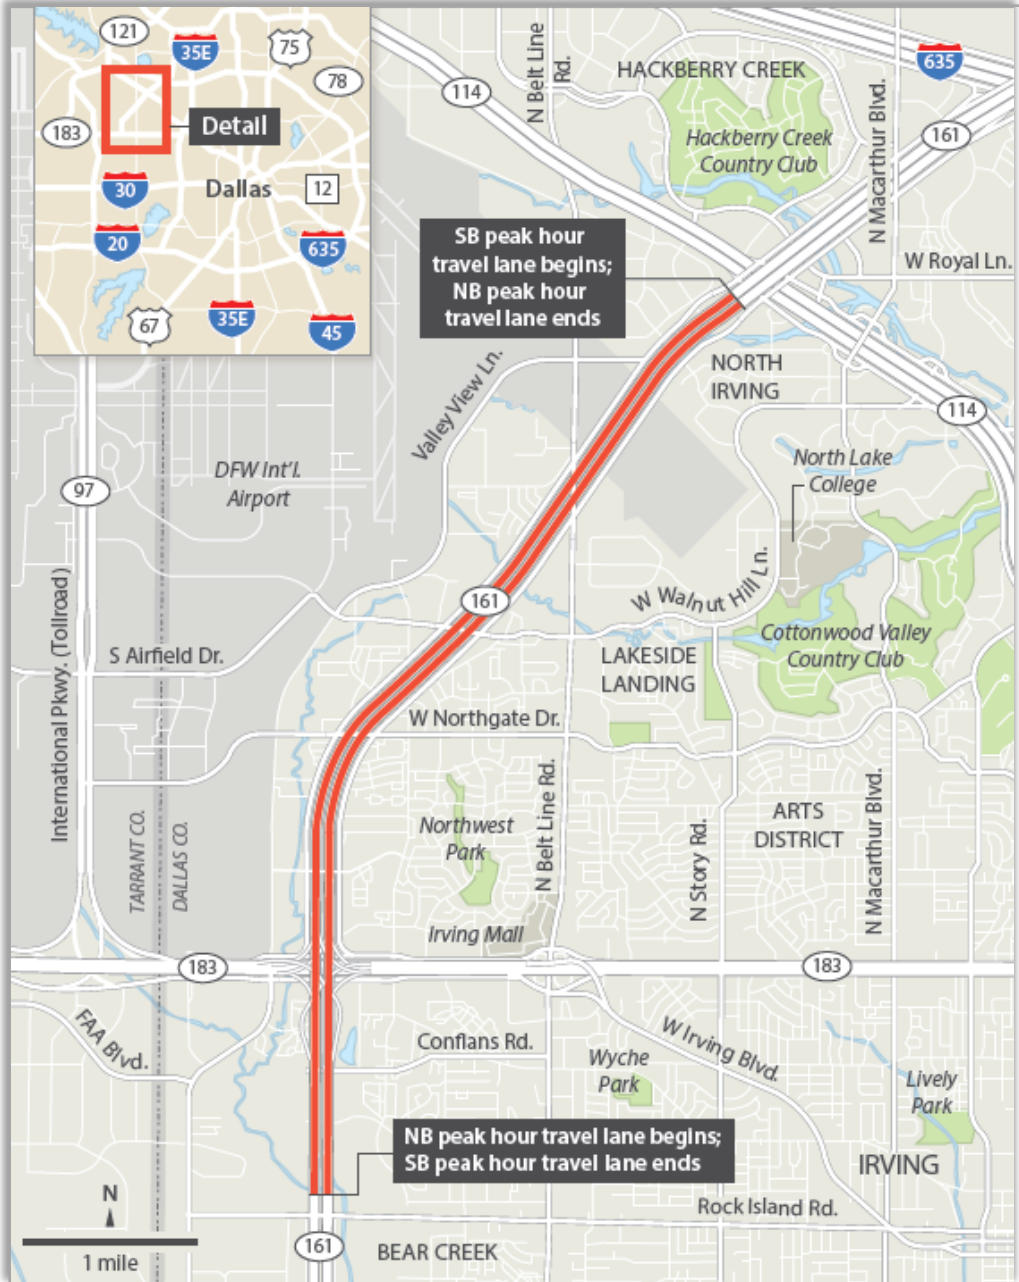 121
35E
75
78
183
Detail
30
Dallas
12
20
635
67
35E
45
114
N Belt Line
Rd.
HACKBERRY CREEK
635
N Macarthur Blvd.
161
Hackberry Creek
Country Club
SB peak hour
travel lane begins;
NB peak hour
travel lane ends
W Royal Ln.
NORTH
IRVING
Valley View Ln.
114
97
DFW Int'l.
Airport
North Lake
College
161
W Walnut Hill Ln.
International Pkwy. (Tollroad)
S Airfield Dr.
LAKESIDE
LANDING
Cottonwood Valley
Country Club
W Northgate Dr.
Northwest
Park
N Belt Line Rd.
N Story Rd.
ARTS
DISTRICT
N Macarthur Blvd.
TARRANT CO.
DALLAS CO.
Irving Mall
183
183
FAA Blvd.
Conflans Rd.
W Irving Blvd.
Wyche
Park
Lively
Park
NB peak hour travel lane begins;
SB peak hour travel lane ends
IRVING
N
Rock Island Rd.
1 mile
161
BEAR CREEK